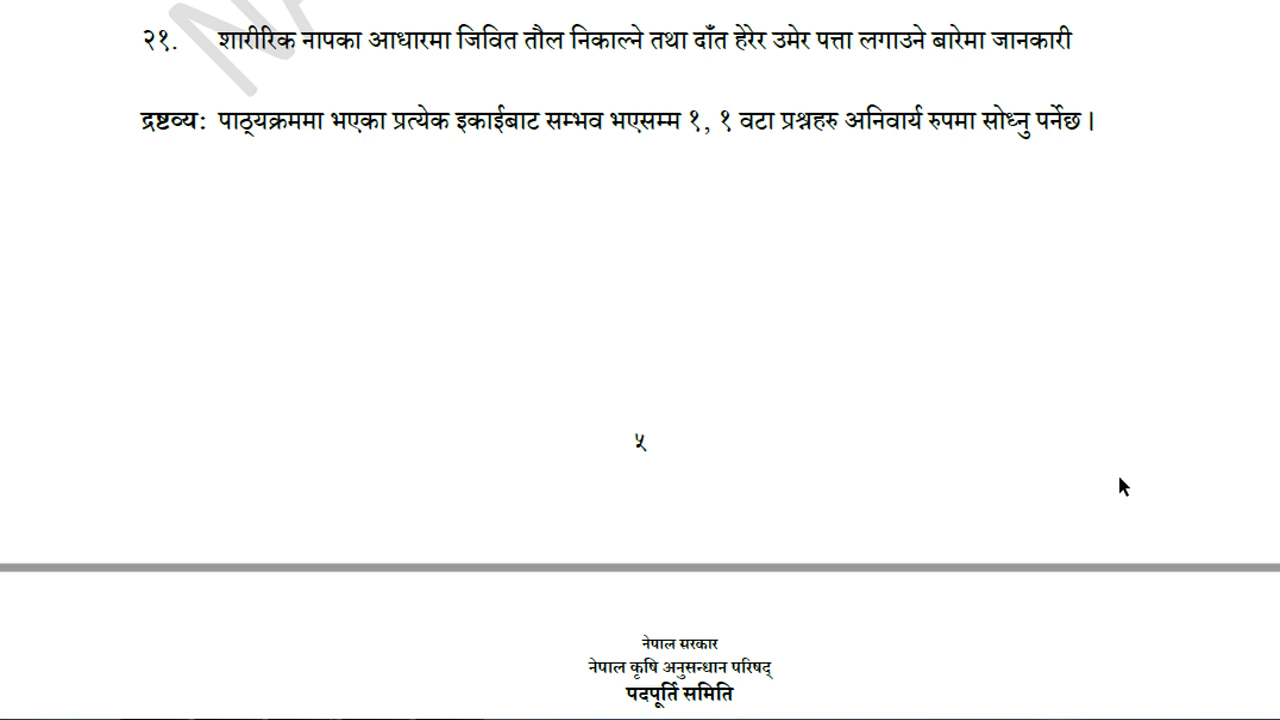 २१. शारीरिक नापका आधारमा जिवित तौल निकाल्ने तथा दाँत हेरेर उमेर पत्ता लगाउने बारेमा जानकारी
द्रष्टव्य: पाठ्यक्रममा भएका प्रत्येक इकाईबाट सम्भव भएसम्म १, १ वटा प्रश्नहरु अनिवार्य रुपमा सोध्नु पर्नेछ ।
५
नेपाल सरकार
नेपाल कृषि अनुसन्धान परिषद्
पदपूर्ति समिति